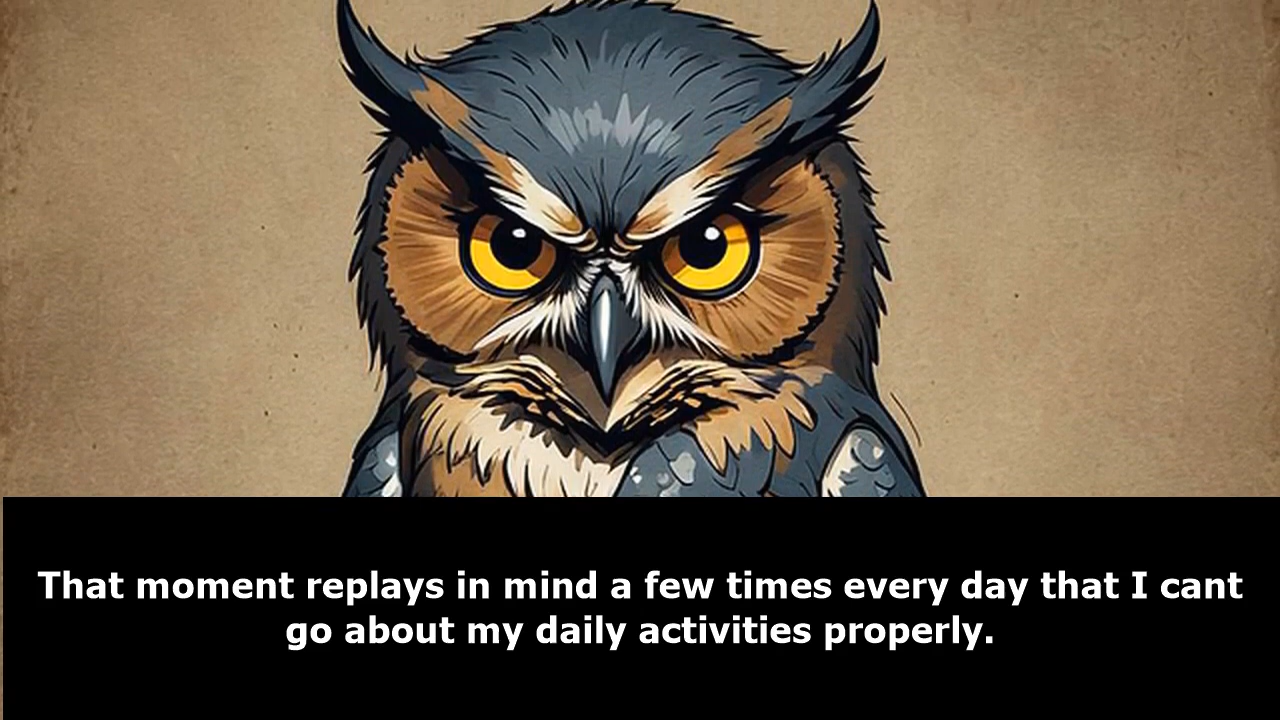 That moment replays in mind a few times every day that I cant
go about my daily activities properly.